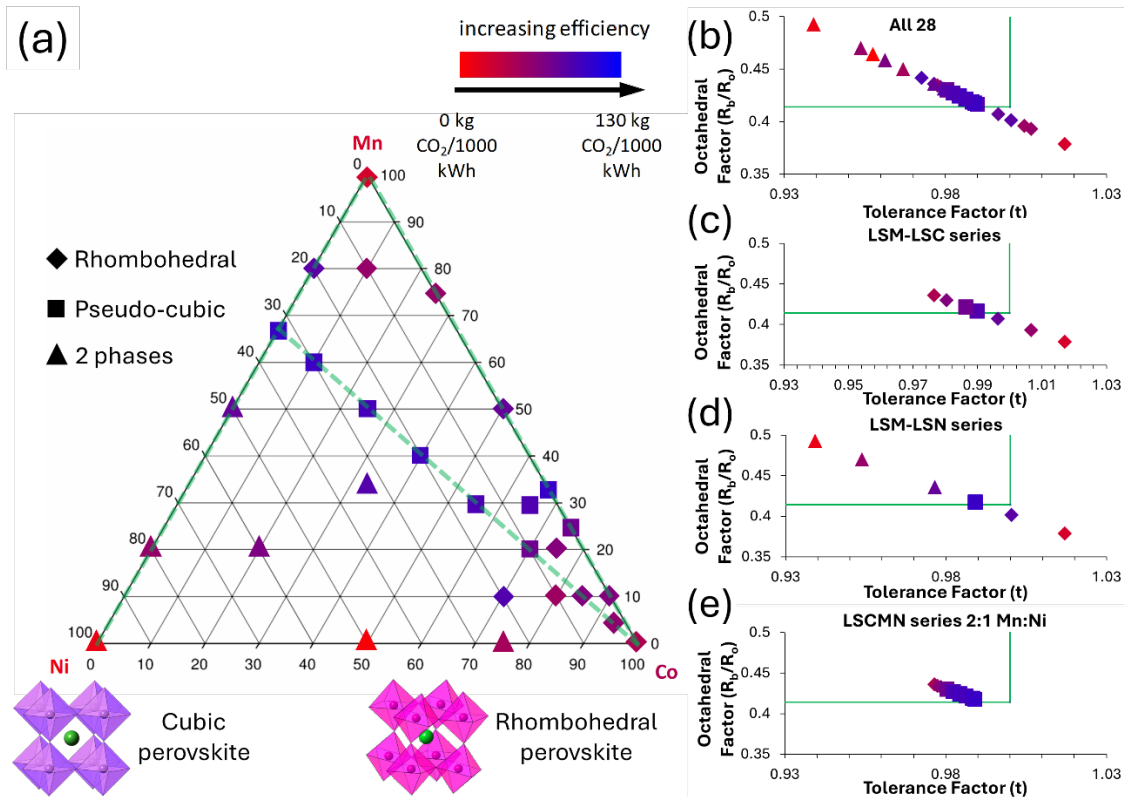 (a)
increasing efficiency
0 kg
CO2/1000
kWh
130 kg
CO2/1000
kWh
Rhombohedral
Pseudo-cubic
2 phases
Mn
0
10
20
30
40
50
60
70
80
90
100
100
90
80
70
60
50
40
30
20
10
0
Ni
0
10
20
30
40
50
60
70
80
90
100
Co
Cubic
perovskite
Rhombohedral
perovskite
(b)
All 28
Octahedral
Factor (Rb/Ro)
0.5
0.45
0.4
0.35
0.93
0.98
1.03
Tolerance Factor (t)
(c)
LSM-LSC series
Octahedral
Factor (Rb/Ro)
0.5
0.45
0.4
0.35
0.93
0.95
0.97
0.99
1.01
1.03
Tolerance Factor (t)
(d)
LSM-LSN series
Octahedral
Factor (Rb/Ro)
0.5
0.45
0.4
0.35
0.93
0.98
1.03
Tolerance Factor (t)
(e)
LSCMN series 2:1 Mn:Ni
Octahedral
Factor (Rb/Ro)
0.5
0.45
0.4
0.35
0.93
0.98
1.03
Tolerance Factor (t)